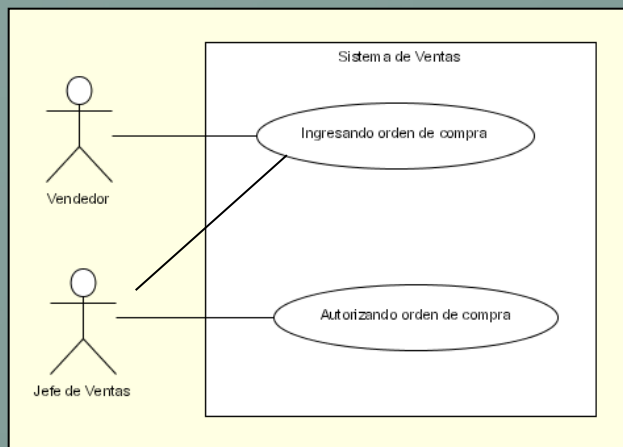 Sistema de Ventas
Ingresando orden de compra
Vendedor
Autorizando orden de compra
Jefe de Ventas